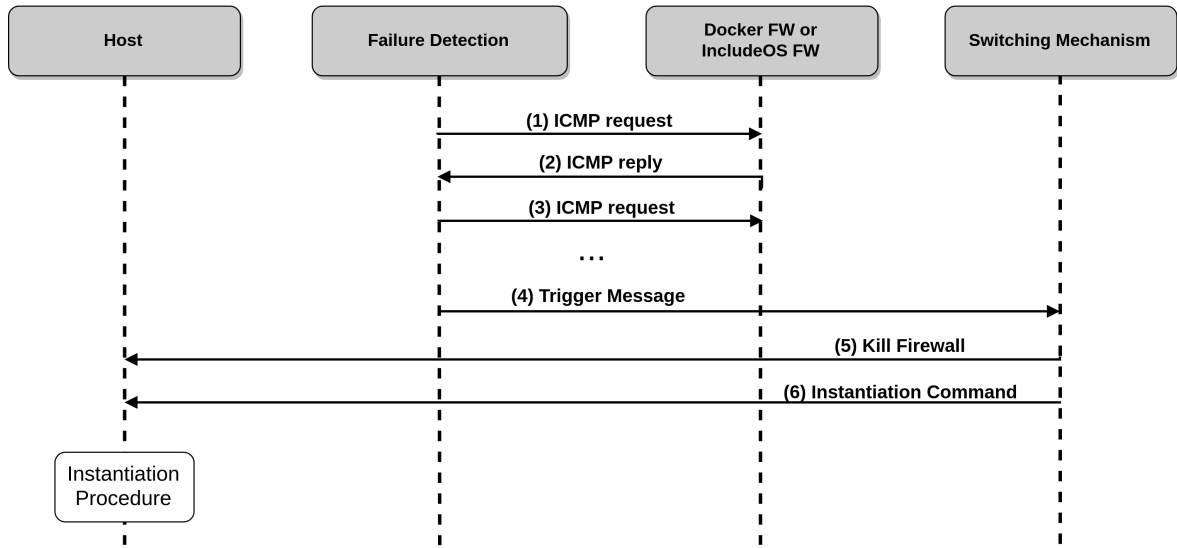 Host
Failure Detection
Docker FW or
IncludeOS FW
Switching Mechanism
(1) ICMP request
(2) ICMP reply
(3) ICMP request
...
(4) Trigger Message
(5) Kill Firewall
(6) Instantiation Command
Instantiation
Procedure